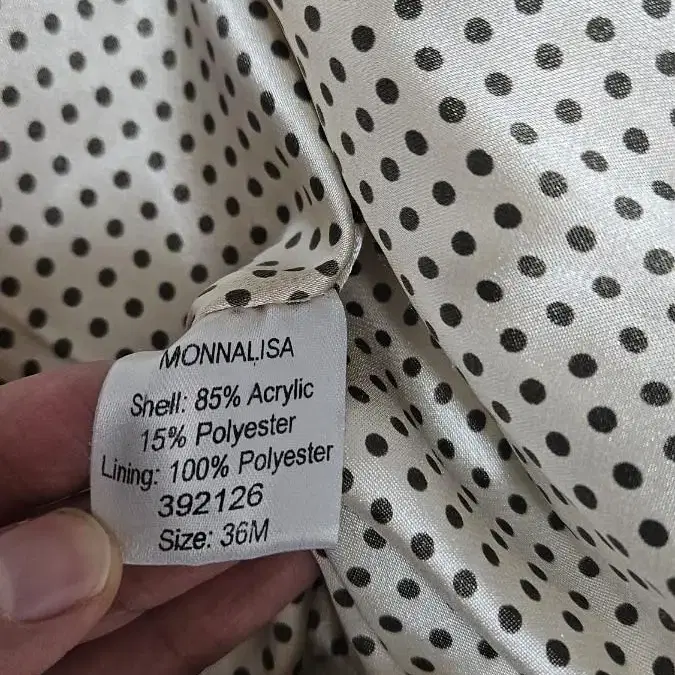 MONNALISA
Shell: 85% Acrylic
15% Polyester
Lining: 100% Polyester
392126
Size: 36M